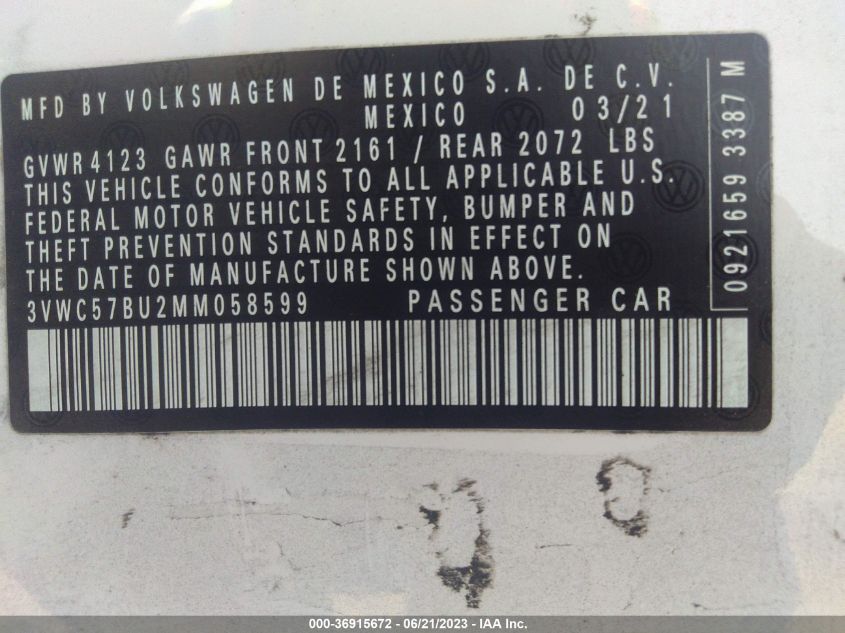 MFD BY VOLKSWAGEN DE MEXICO S.A. DE C.V.
MEXICO 03/21
GVWR 4123 GAWR FRONT 2161 / REAR 2072 LBS
THIS VEHICLE CONFORMS TO ALL APPLICABLE U.S.
FEDERAL MOTOR VEHICLE SAFETY, BUMPER AND
THEFT PREVENTION STANDARDS IN EFFECT ON
THE DATE OF MANUFACTURE SHOWN ABOVE.
3VWC57BU2MM058599 PASSENGER CAR
0921659 3387 M
000-36915672 - 06/21/2023 - IAA Inc.